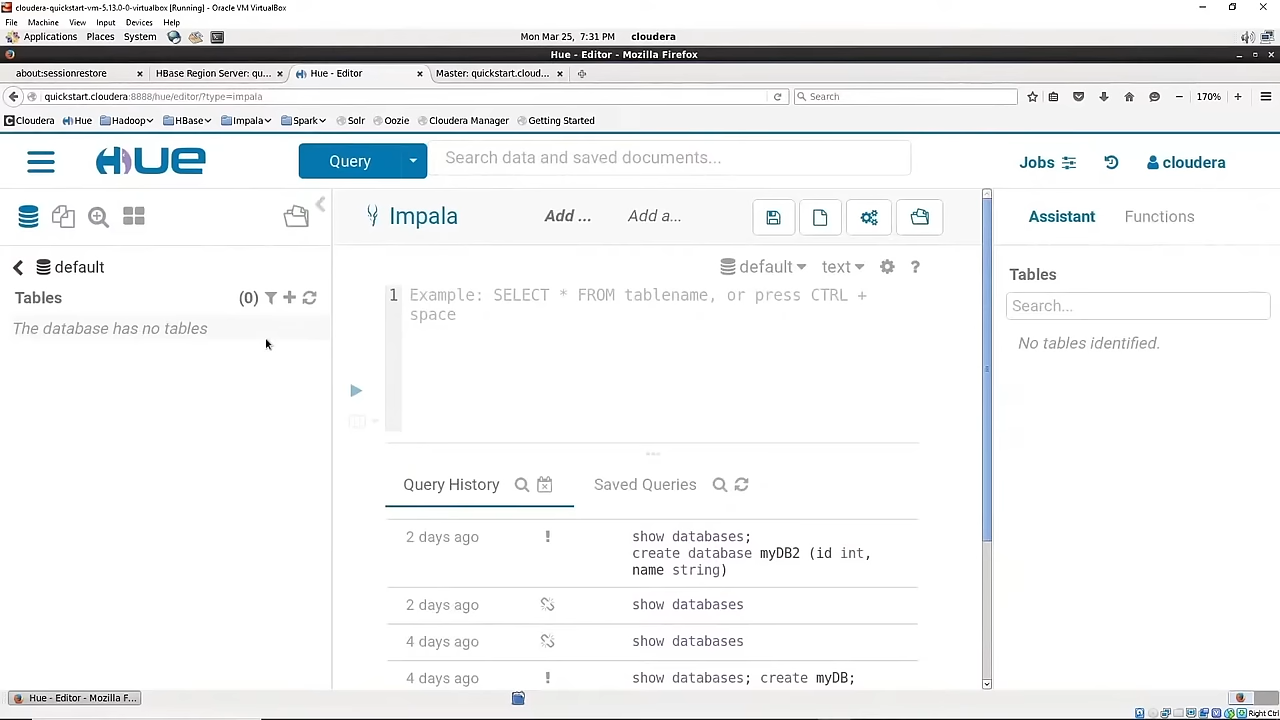 cloudera-quickstart-vm-5.13.0-0-virtualbox [Running] - Oracle VM VirtualBox
File Machine View Input Devices Help
Applications Places System Mon Mar 25, 7:31 PM cloudera
Hue - Editor - Mozilla Firefox
about:sessionrestore HBase Region Server: qu... Hue - Editor Master: quickstart.cloud...
quickstart.cloudera:8888/hue/editor/?type=impala Search 170%
Cloudera Hue Hadoop HBase Impala Spark Solr Oozie Cloudera Manager Getting Started
HUE Query Search data and saved documents... Jobs cloudera
Impala Add ... Add a... Assistant Functions
default
default text ?
Tables (0)
Tables
The database has no tables
1 Example: SELECT * FROM tablename, or press CTRL +
space
Search...
No tables identified.
Query History Saved Queries
2 days ago ! show databases;
create database myDB2 (id int,
name string)
2 days ago show databases
4 days ago show databases
4 days ago ! show databases; create myDB;
Hue - Editor - Mozilla F...
Right Ctrl